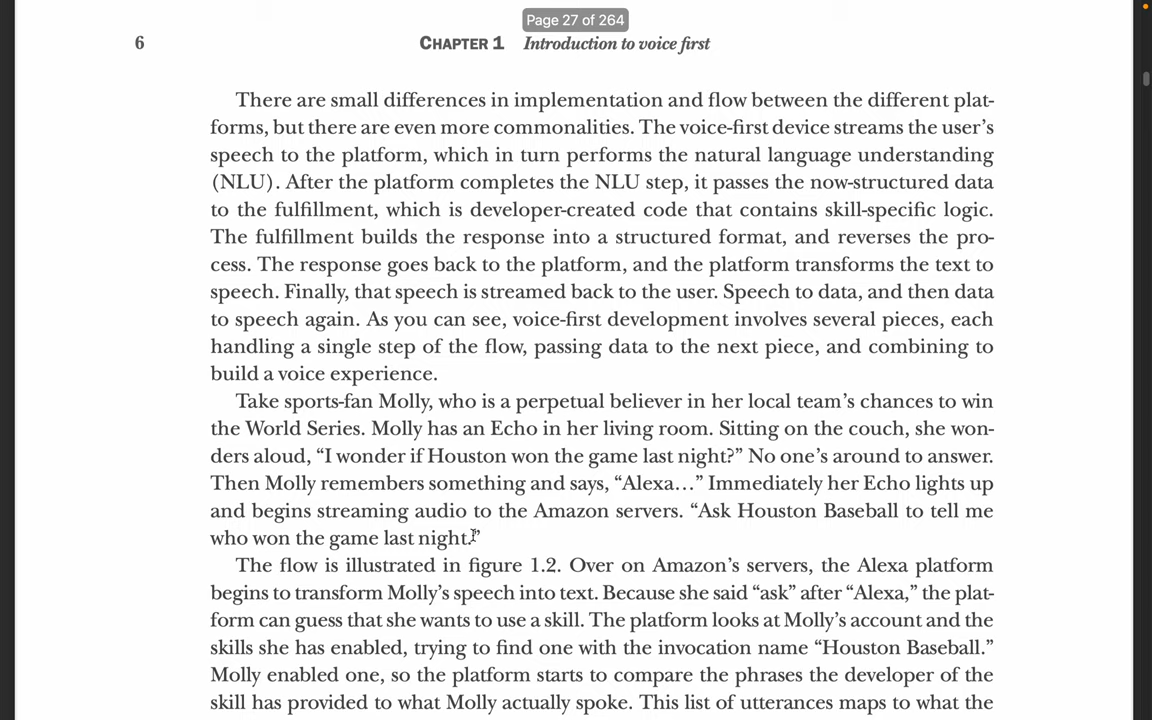 Page 27 of 264
6 CHAPTER 1 Introduction to voice first
There are small differences in implementation and flow between the different plat-
forms, but there are even more commonalities. The voice-first device streams the user’s
speech to the platform, which in turn performs the natural language understanding
(NLU). After the platform completes the NLU step, it passes the now-structured data
to the fulfillment, which is developer-created code that contains skill-specific logic.
The fulfillment builds the response into a structured format, and reverses the pro-
cess. The response goes back to the platform, and the platform transforms the text to
speech. Finally, that speech is streamed back to the user. Speech to data, and then data
to speech again. As you can see, voice-first development involves several pieces, each
handling a single step of the flow, passing data to the next piece, and combining to
build a voice experience.
Take sports-fan Molly, who is a perpetual believer in her local team’s chances to win
the World Series. Molly has an Echo in her living room. Sitting on the couch, she won-
ders aloud, “I wonder if Houston won the game last night?” No one’s around to answer.
Then Molly remembers something and says, “Alexa…” Immediately her Echo lights up
and begins streaming audio to the Amazon servers. “Ask Houston Baseball to tell me
who won the game last night.”
The flow is illustrated in figure 1.2. Over on Amazon’s servers, the Alexa platform
begins to transform Molly’s speech into text. Because she said “ask” after “Alexa,” the plat-
form can guess that she wants to use a skill. The platform looks at Molly’s account and the
skills she has enabled, trying to find one with the invocation name “Houston Baseball.”
Molly enabled one, so the platform starts to compare the phrases the developer of the
skill has provided to what Molly actually spoke. This list of utterances maps to what the